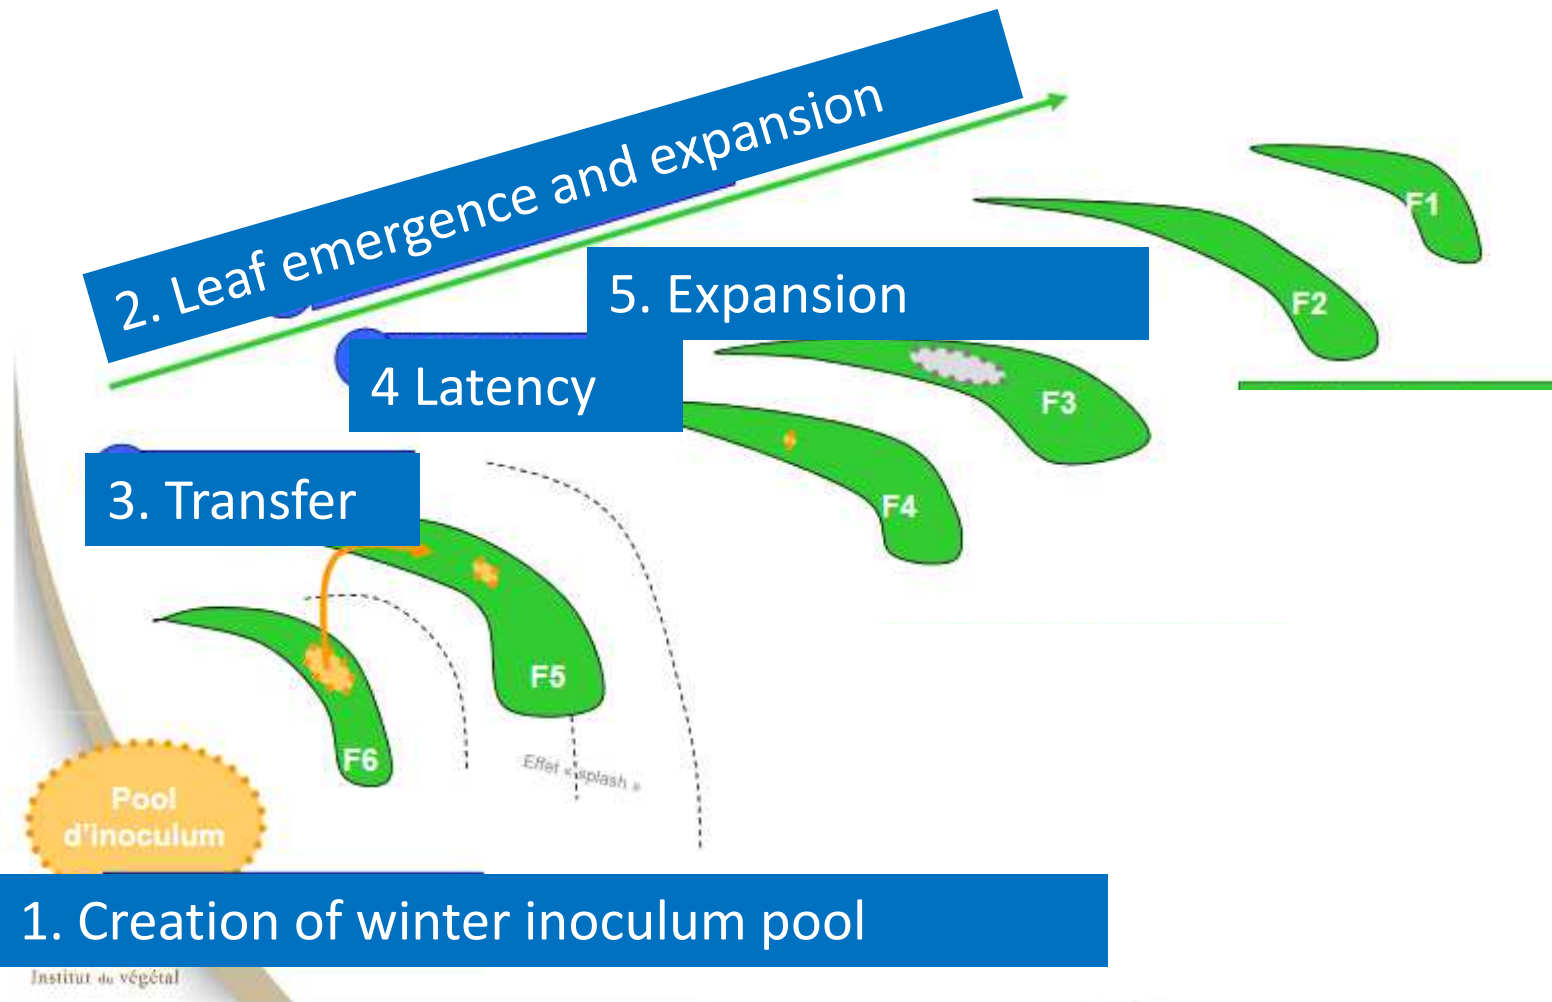 2. Leaf emergence and expansion
F1
5. Expansion
F2
4 Latency
F3
3. Transfer
F4
F5
F6
Effet « splash »
Pool
d'inoculum
1. Creation of winter inoculum pool
Institut du végétal